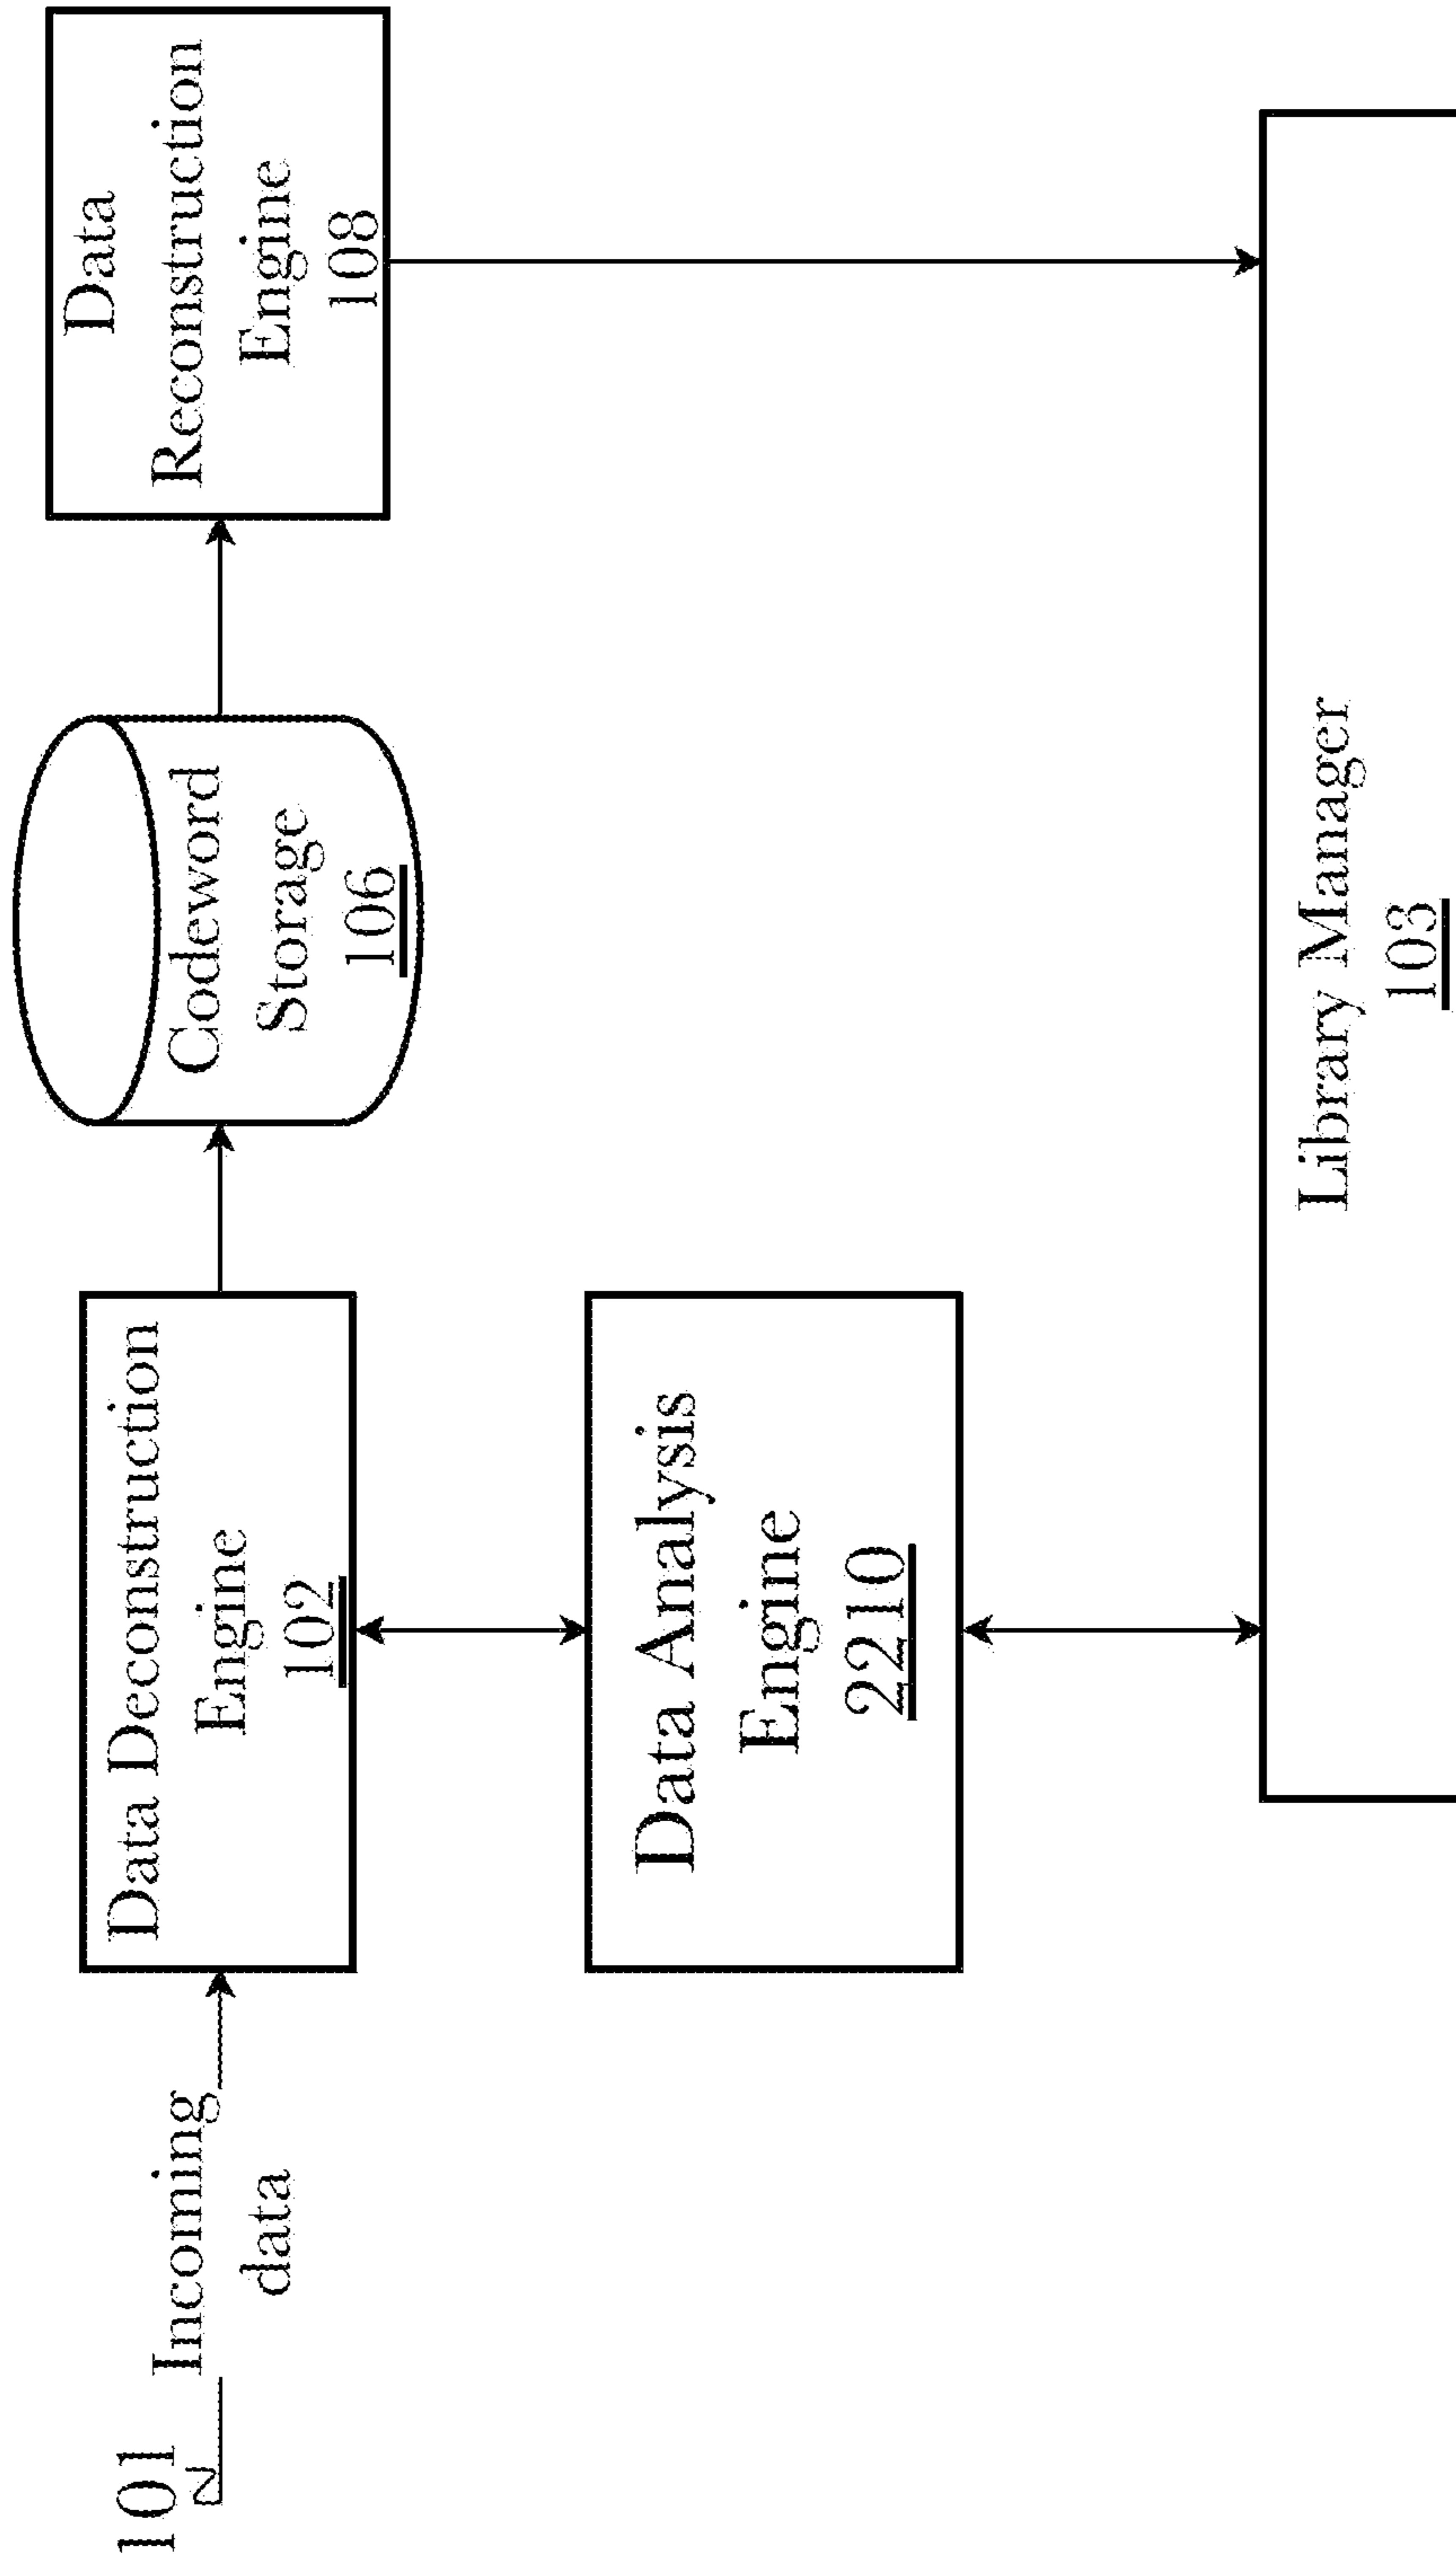 101
Incoming
data
Data Deconstruction
Engine
102
Codeword
Storage
106
Data
Reconstruction
Engine
108
Data Analysis
Engine
2210
Library Manager
103